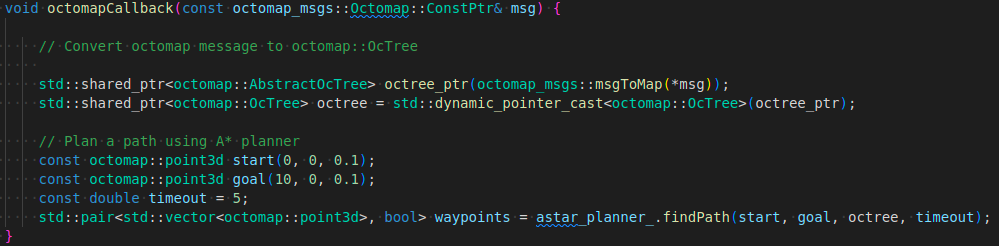 void octomapCallback(const octomap_msgs::Octomap::ConstPtr& msg) {
// Convert octomap message to octomap::OcTree
std::shared_ptr<octomap::AbstractOcTree> octree_ptr(octomap_msgs::msgToMap(*msg));
std::shared_ptr<octomap::OcTree> octree = std::dynamic_pointer_cast<octomap::OcTree>(octree_ptr);
// Plan a path using A* planner
const octomap::point3d start(0, 0, 0.1);
const octomap::point3d goal(10, 0, 0.1);
const double timeout = 5;
std::pair<std::vector<octomap::point3d>, bool> waypoints = astar_planner_.findPath(start, goal, octree, timeout);
}